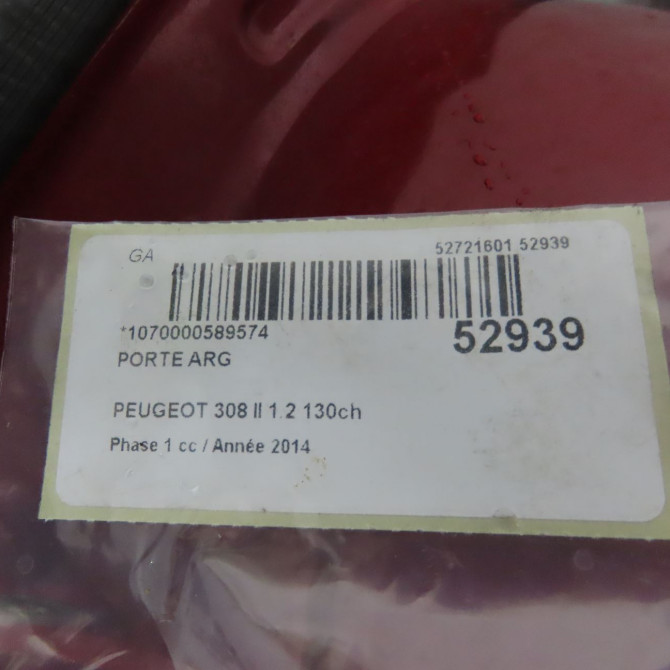 GA
52721601 52939
*1070000589574
52939
PORTE ARG
PEUGEOT 308 II 1.2 130ch
Phase 1 cc / Année 2014